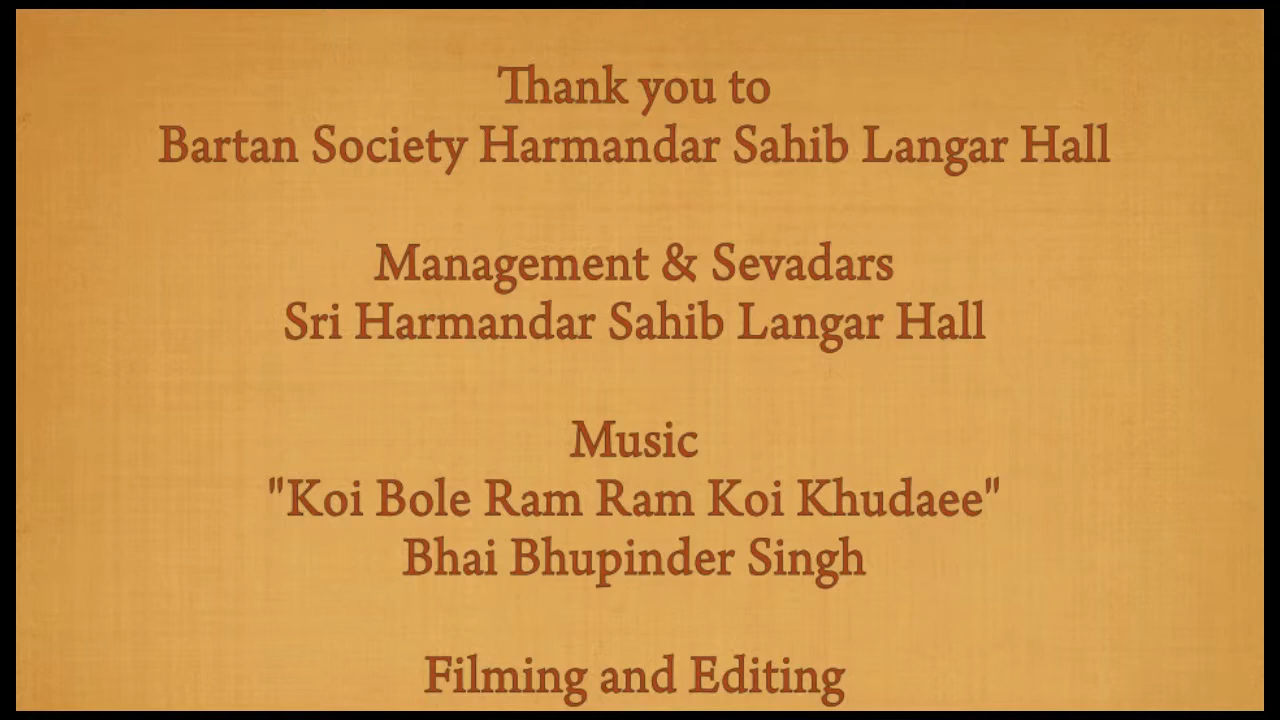 Thank you to
Bartan Society Harmandar Sahib Langar Hall
Management & Sevadars
Sri Harmandar Sahib Langar Hall
Music
"Koi Bole Ram Ram Koi Khudaee"
Bhai Bhupinder Singh
Filming and Editing